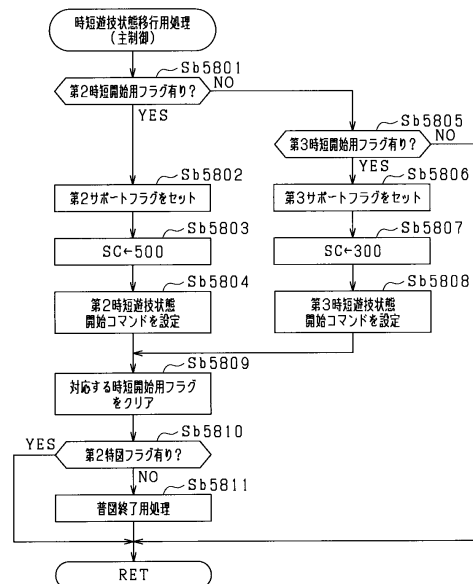 時短遊技状態移行用処理
(主制御)
Sb5801
第2時短開始用フラグ有り?
NO
YES
Sb5805
第3時短開始用フラグ有り?
NO
YES
Sb5802
第2サポートフラグをセット
Sb5806
第3サポートフラグをセット
Sb5803
SC←500
Sb5807
SC←300
Sb5804
第2時短遊技状態
開始コマンドを設定
Sb5808
第3時短遊技状態
開始コマンドを設定
Sb5809
対応する時短開始用フラグ
をクリア
Sb5810
YES
第2特図フラグ有り?
NO
Sb5811
普図終了用処理
RET